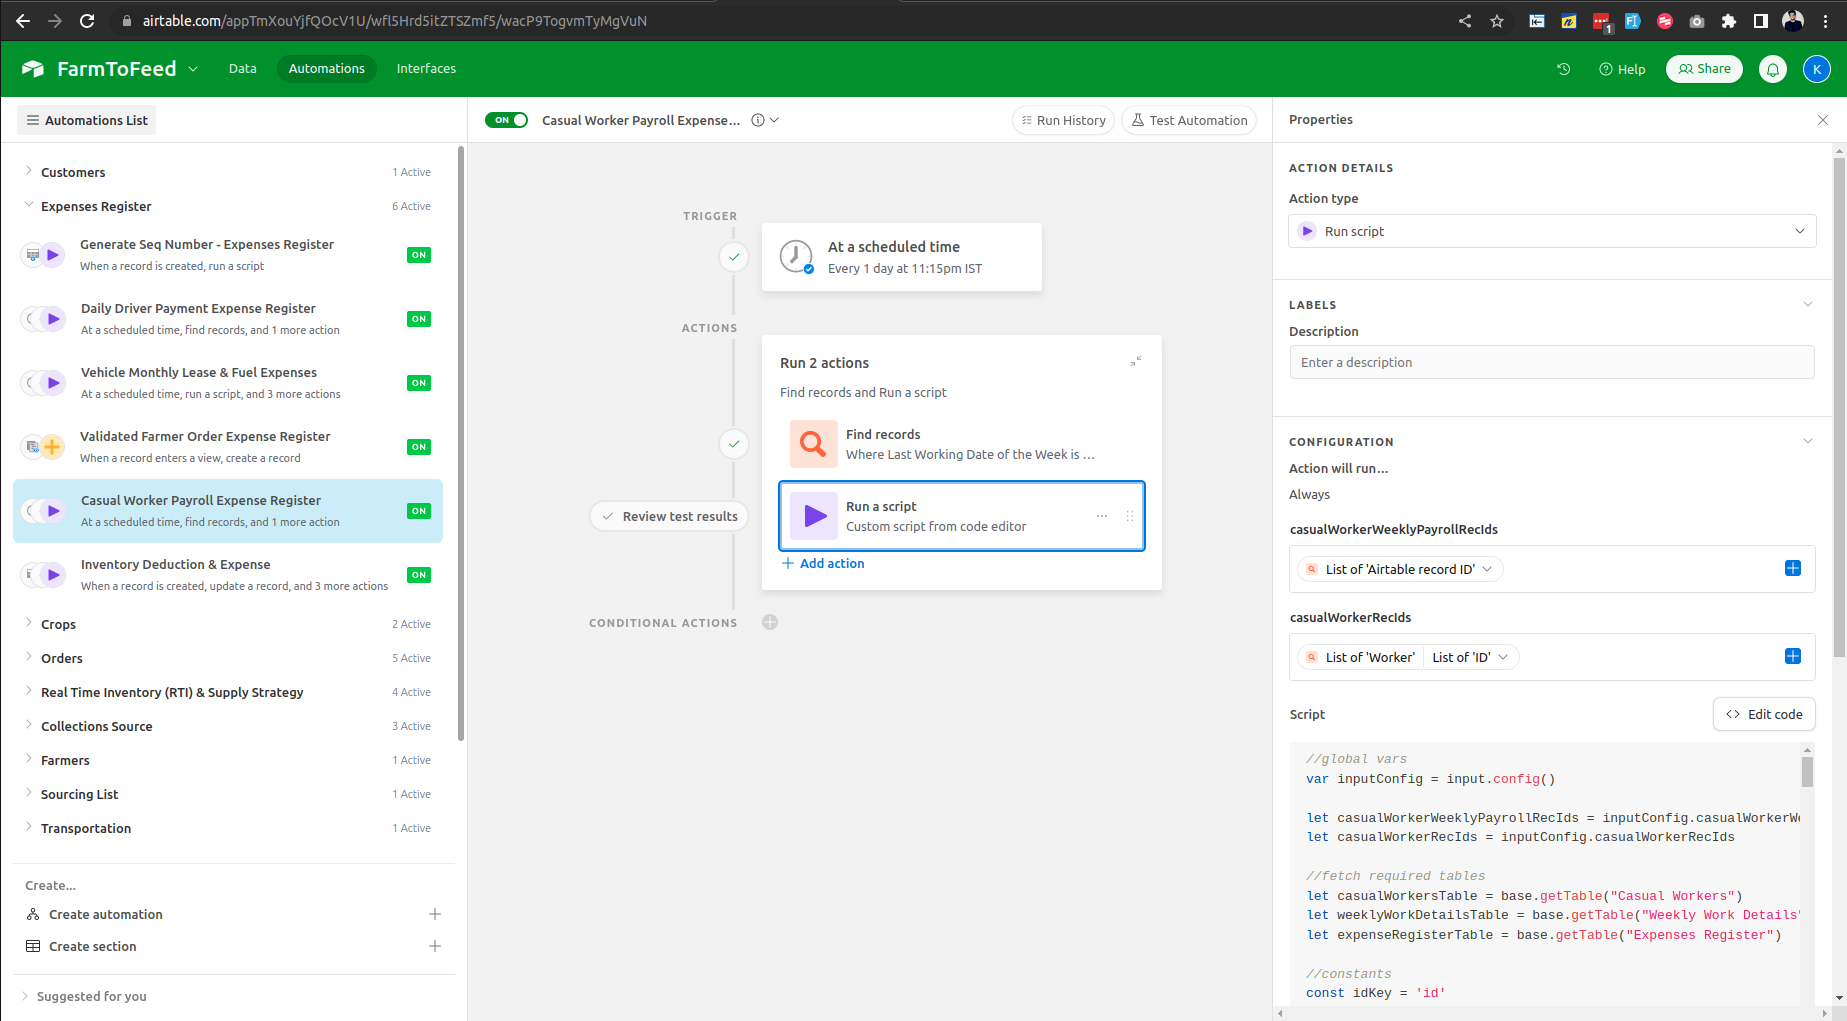 airtable.com/appTmXouYjfQOcV1U/wfl5Hrd5itZTSZmf5/wacP9TogvmTyMgVuN
1
FarmToFeed
Data
Automations
Interfaces
Help
Share
K
Automations List
ON
Casual Worker Payroll Expense...
Run History
Test Automation
Properties
Customers
1 Active
Expenses Register
6 Active
Generate Seq Number - Expenses Register
When a record is created, run a script
ON
Daily Driver Payment Expense Register
At a scheduled time, find records, and 1 more action
ON
Vehicle Monthly Lease & Fuel Expenses
At a scheduled time, run a script, and 3 more actions
ON
Validated Farmer Order Expense Register
When a record enters a view, create a record
ON
Casual Worker Payroll Expense Register
At a scheduled time, find records, and 1 more action
ON
Inventory Deduction & Expense
When a record is created, update a record, and 3 more actions
ON
Crops
2 Active
Orders
5 Active
Real Time Inventory (RTI) & Supply Strategy
4 Active
Collections Source
3 Active
Farmers
1 Active
Sourcing List
1 Active
Transportation
1 Active
Create...
Create automation
Create section
Suggested for you
TRIGGER
At a scheduled time
Every 1 day at 11:15pm IST
ACTIONS
Run 2 actions
Find records and Run a script
Find records
Where Last Working Date of the Week is ...
Review test results
Run a script
Custom script from code editor
Add action
CONDITIONAL ACTIONS
ACTION DETAILS
Action type
Run script
LABELS
Description
Enter a description
CONFIGURATION
Action will run...
Always
casualWorkerWeeklyPayrollRecIds
List of 'Airtable record ID'
casualWorkerRecIds
List of 'Worker' List of 'ID'
Script
Edit code
//global vars
var inputConfig = input.config()
let casualWorkerWeeklyPayrollRecIds = inputConfig.casualWorkerWe
let casualWorkerRecIds = inputConfig.casualWorkerRecIds
//fetch required tables
let casualWorkersTable = base.getTable("Casual Workers")
let weeklyWorkDetailsTable = base.getTable("Weekly Work Details"
let expenseRegisterTable = base.getTable("Expenses Register")
//constants
const idKey = 'id'